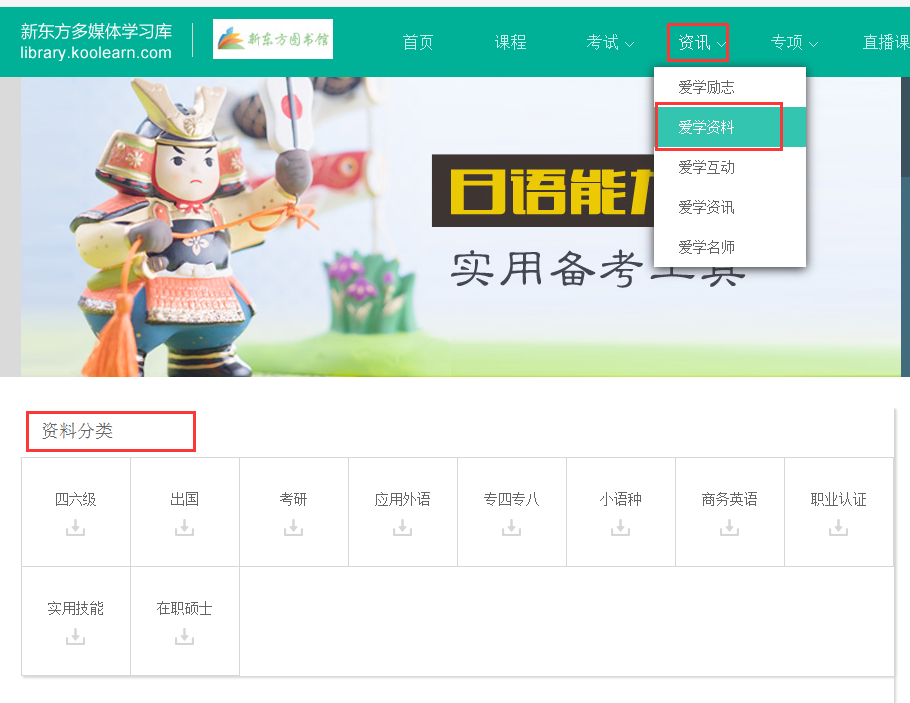 新东方多媒体学习库
library.koolearn.com
新东方图书馆
首页 课程 考试 资讯 专项 直播课
爱学励志
爱学资料
爱学互动
爱学资讯
爱学名师
日语能力
实用备考工具
资料分类
四六级 出国 考研 应用外语 专四专八 小语种 商务英语 职业认证
实用技能 在职硕士